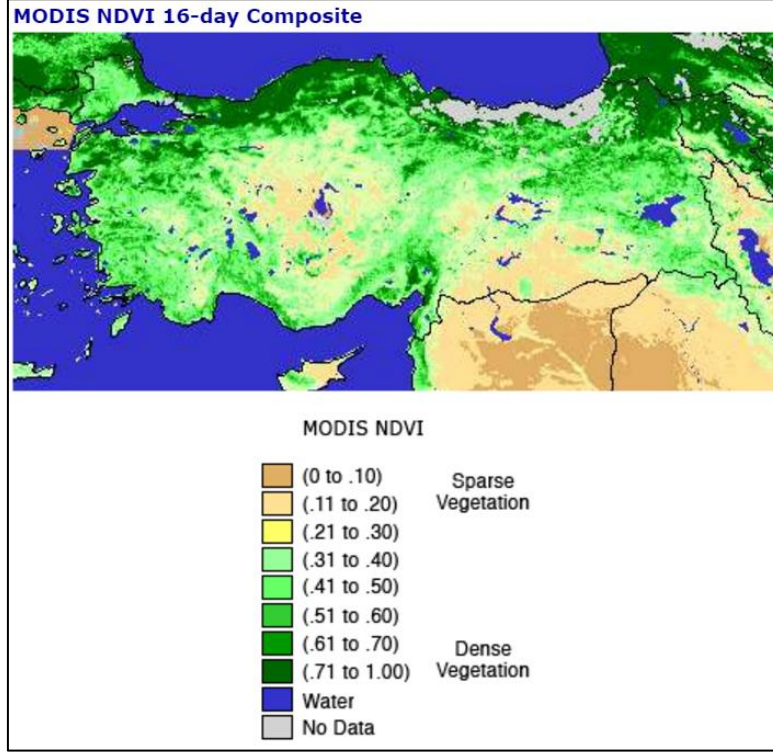 MODIS NDVI 16-day Composite
MODIS NDVI
(0 to .10)
Sparse
Vegetation
(.11 to .20)
(.21 to .30)
(.31 to .40)
(.41 to .50)
(.51 to .60)
(.61 to .70)
Dense
Vegetation
(.71 to 1.00)
Water
No Data